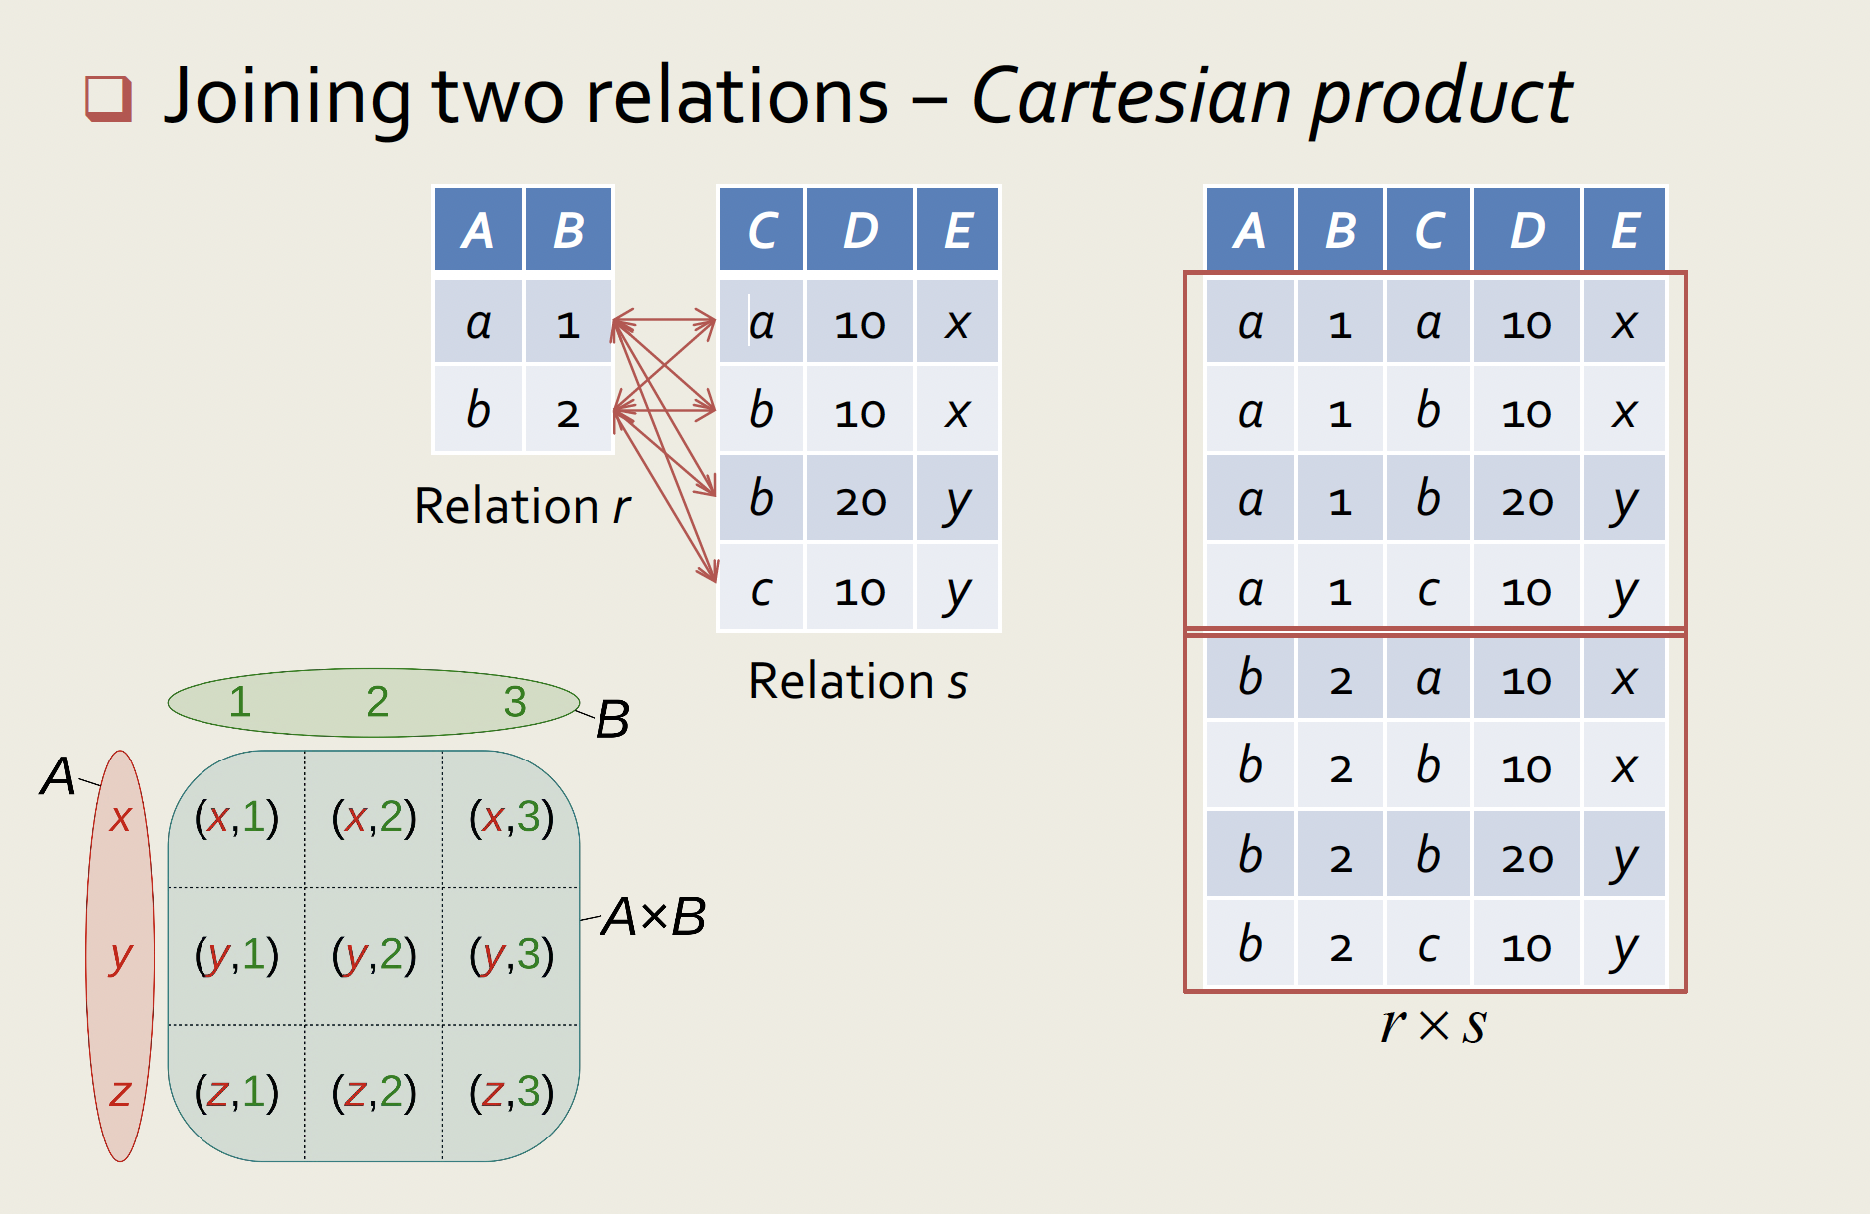 ❑ Joining two relations – Cartesian product
A B
a 1
b 2
Relation r
C D E
a 10 x
b 10 x
b 20 y
c 10 y
Relation s
A B C D E
a 1 a 10 x
a 1 b 10 x
a 1 b 20 y
a 1 c 10 y
b 2 a 10 x
b 2 b 10 x
b 2 b 20 y
b 2 c 10 y
r × s
1 2 3
B
A
x (x,1) (x,2) (x,3)
y (y,1) (y,2) (y,3)
A×B
z (z,1) (z,2) (z,3)